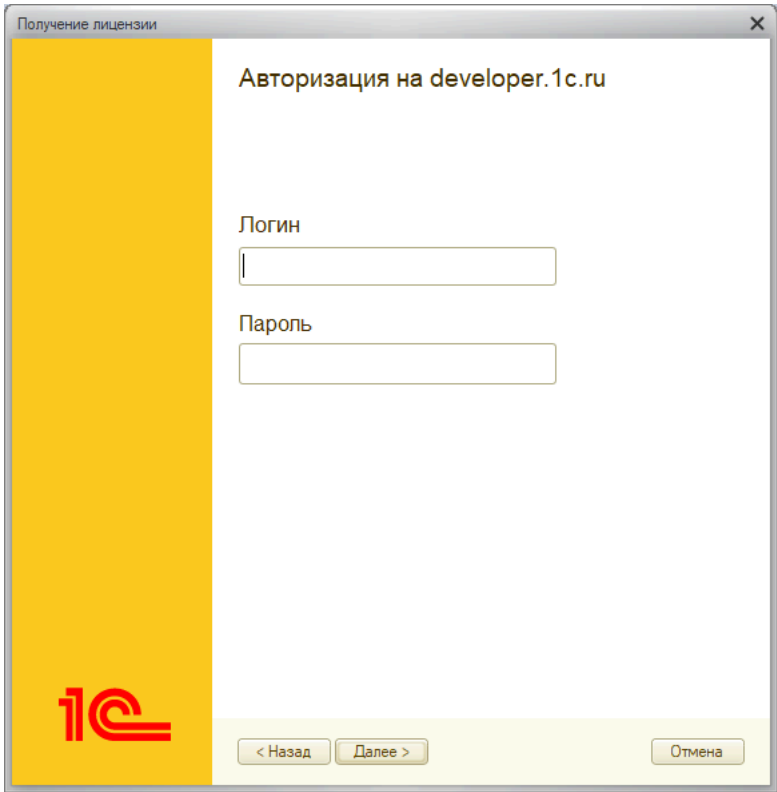 Получение лицензии
Авторизация на developer.1c.ru
Логин
Пароль
1С
< Назад
Далее >
Отмена